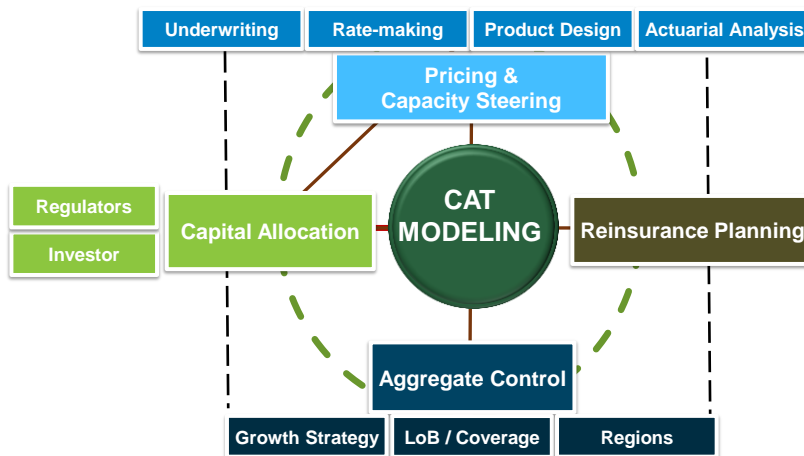 Underwriting
Rate-making
Product Design
Actuarial Analysis
Pricing &
Capacity Steering
Regulators
Investor
Capital Allocation
CAT
MODELING
Reinsurance Planning
Aggregate Control
Growth Strategy
LoB / Coverage
Regions